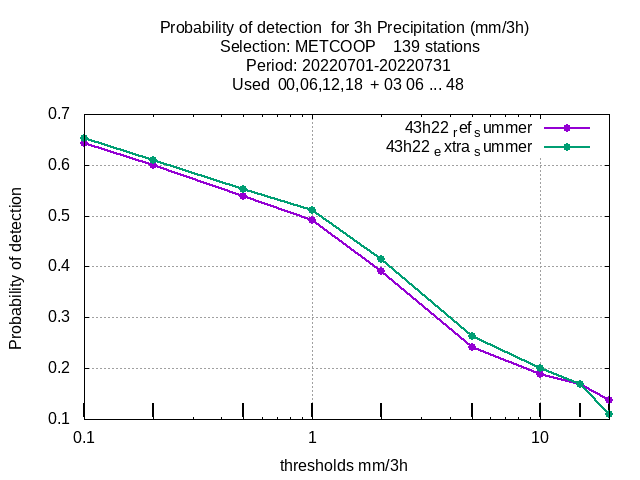 Probability of detection  for 3h Precipitation (mm/3h)
Selection: METCOOP    139 stations
Period: 20220701-20220731
Used  00,06,12,18  + 03 06 ... 48
43h22 ref summer
43h22 extra summer
Probability of detection
0.7
0.6
0.5
0.4
0.3
0.2
0.1
0.1 1 10
thresholds mm/3h